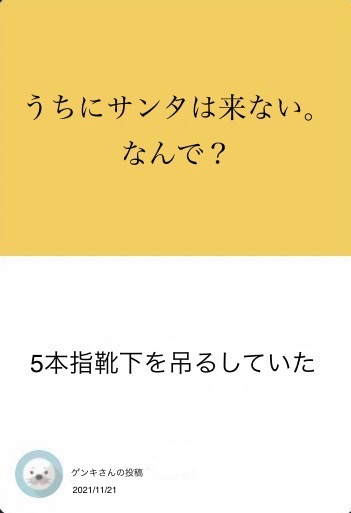 うちにサンタは来ない。
なんで？
5本指靴下を吊るしていた
ゲンキさんの投稿
2021/11/21